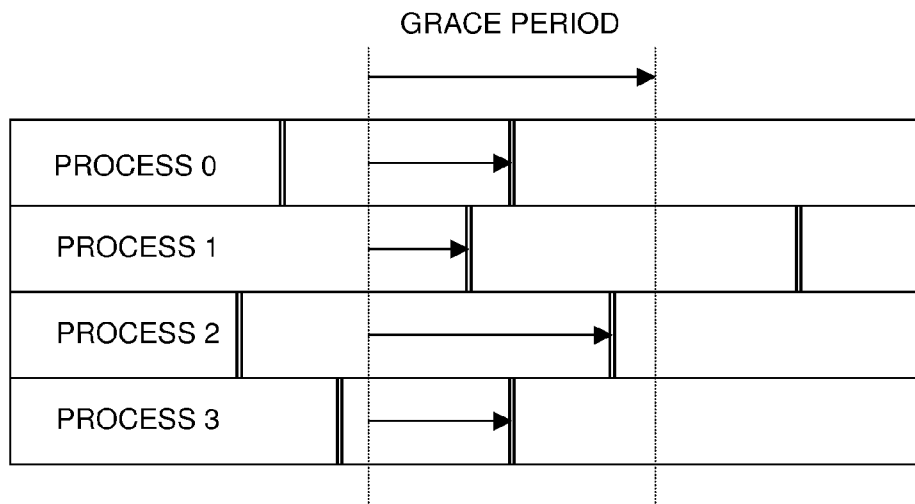 GRACE PERIOD
PROCESS 0
PROCESS 1
PROCESS 2
PROCESS 3